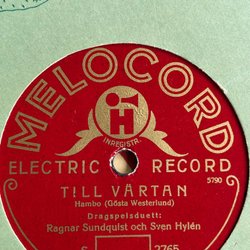 MELOCORD
INREGISTR.
ELECTRIC RECORD
5790
TILL VÄRTAN
Hambo (Gösta Westerlund)
Dragspelsduett:
Ragnar Sundquist och Sven Hylén
S 2765